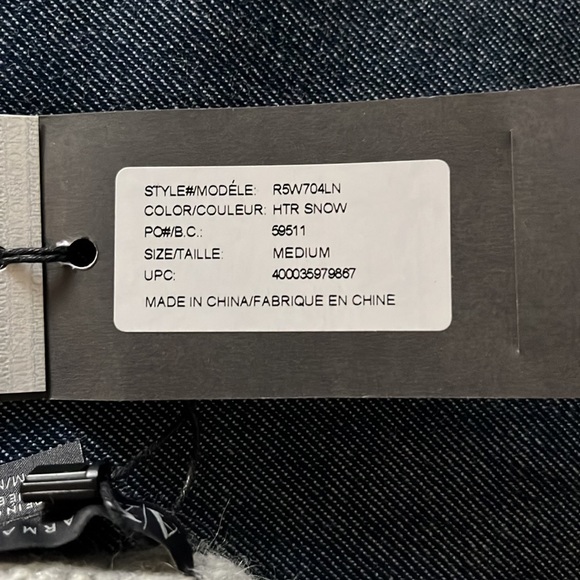 STYLE#/MODÉLE: R5W704LN
COLOR/COULEUR: HTR SNOW
PO#/B.C.: 59511
SIZE/TAILLE: MEDIUM
UPC: 400035979867
MADE IN CHINA/FABRIQUE EN CHINE
A/X
ARMA